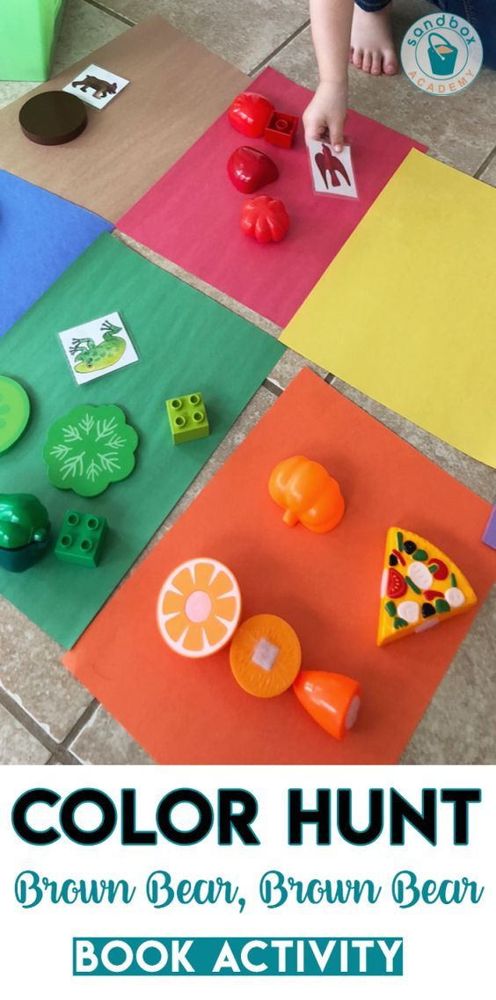 sandbox
ACADEMY
COLOR HUNT
Brown Bear, Brown Bear
BOOK ACTIVITY